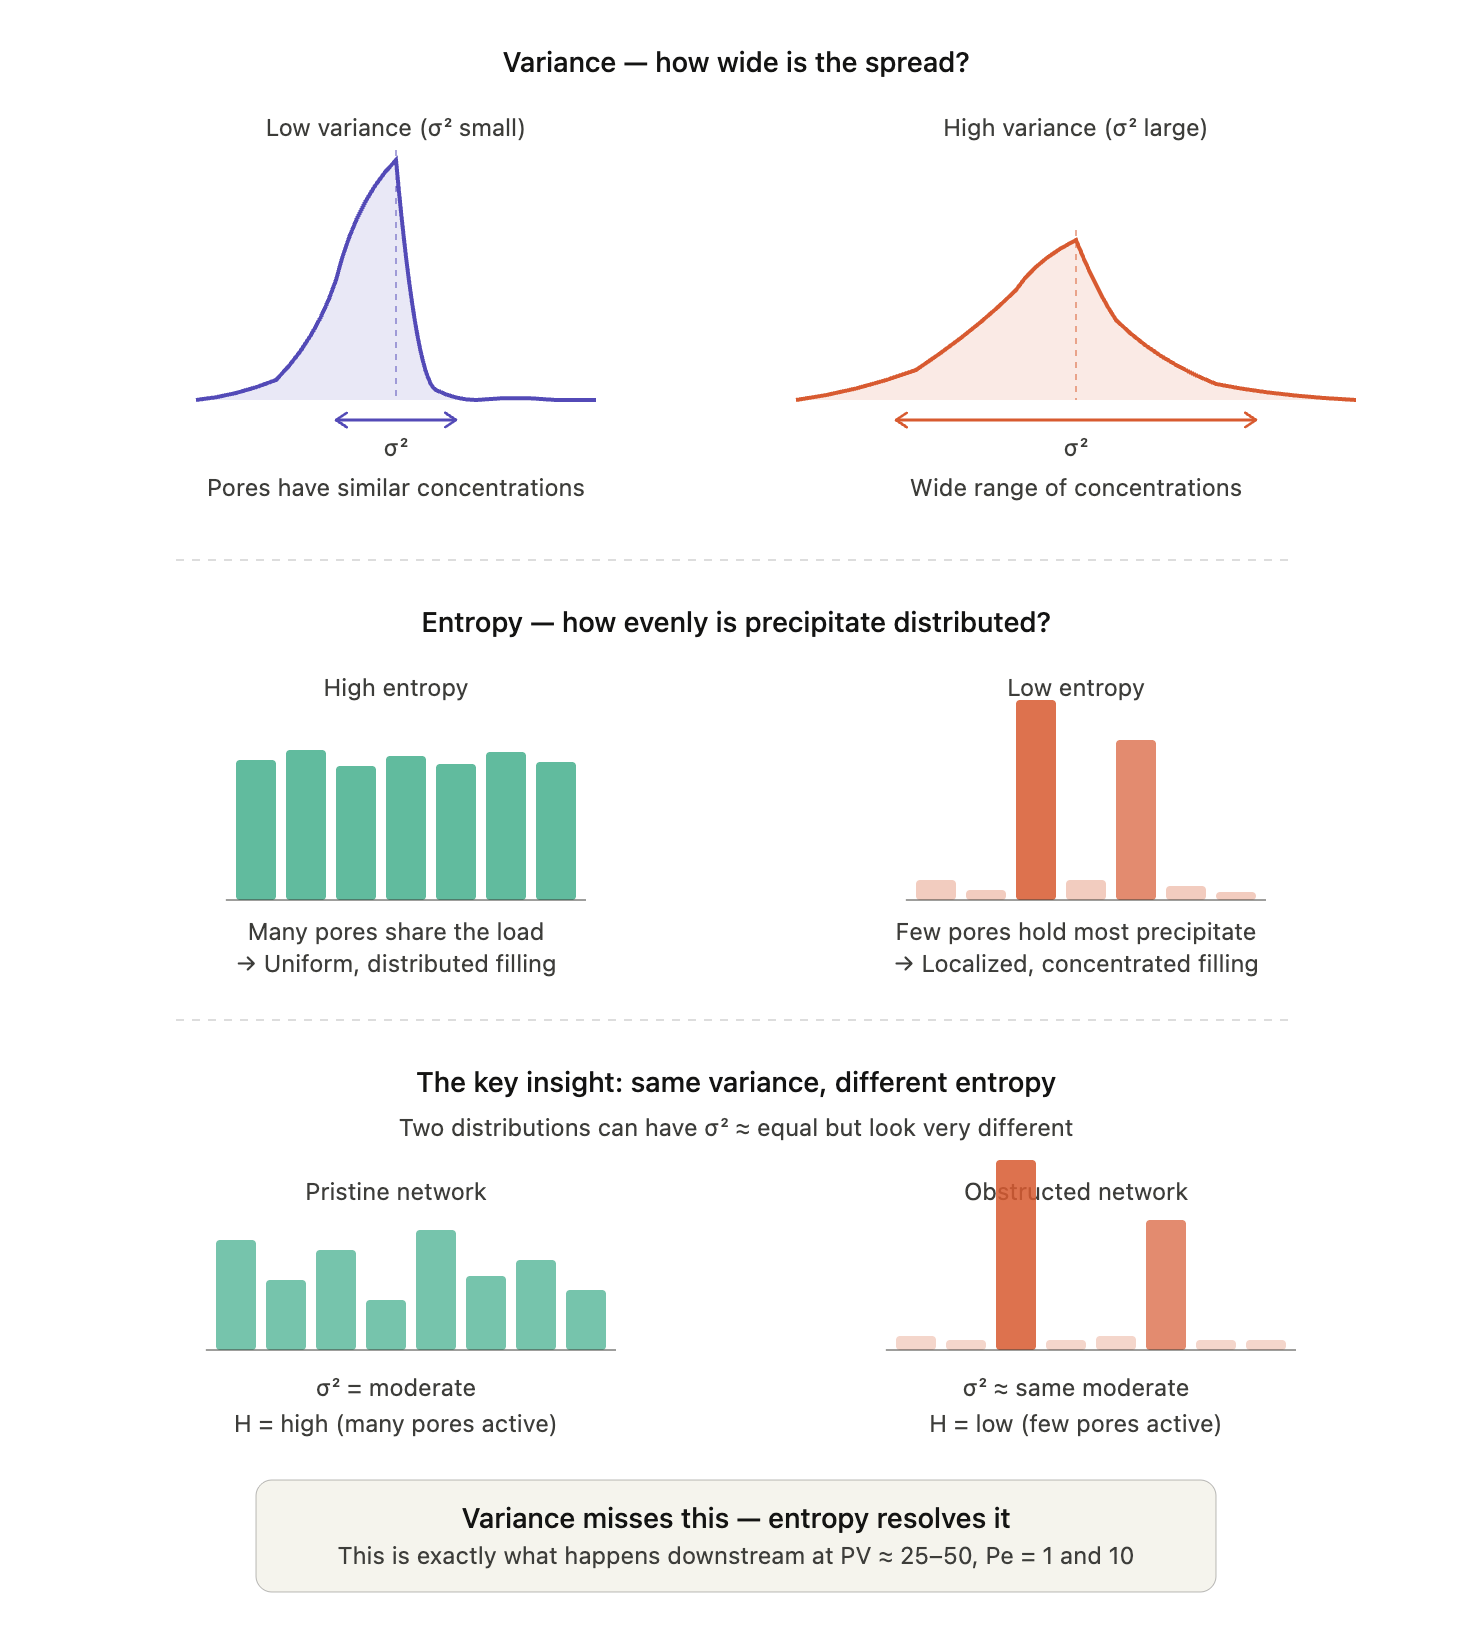 Variance — how wide is the spread?
Low variance (σ² small)
High variance (σ² large)
σ²
σ²
Pores have similar concentrations
Wide range of concentrations
Entropy — how evenly is precipitate distributed?
High entropy
Low entropy
Many pores share the load
→ Uniform, distributed filling
Few pores hold most precipitate
→ Localized, concentrated filling
The key insight: same variance, different entropy
Two distributions can have σ² ≈ equal but look very different
Pristine network
Obstructed network
σ² = moderate
H = high (many pores active)
σ² ≈ same moderate
H = low (few pores active)
Variance misses this — entropy resolves it
This is exactly what happens downstream at PV ≈ 25–50, Pe = 1 and 10